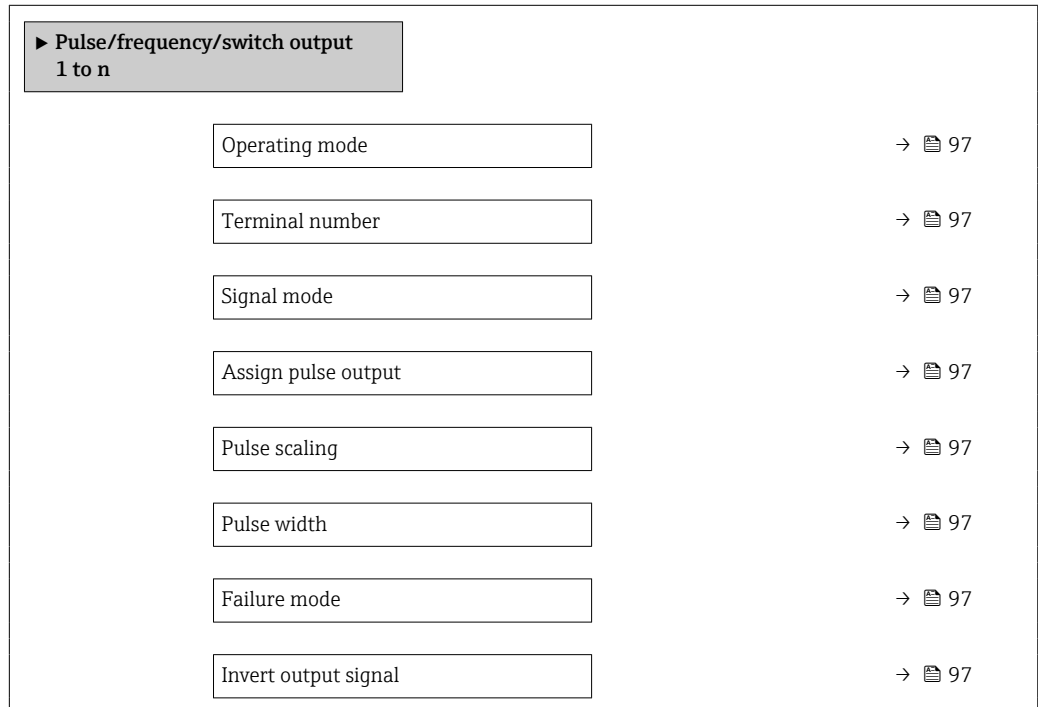 ► Pulse/frequency/switch output
1 to n
Operating mode → 97
Terminal number → 97
Signal mode → 97
Assign pulse output → 97
Pulse scaling → 97
Pulse width → 97
Failure mode → 97
Invert output signal → 97